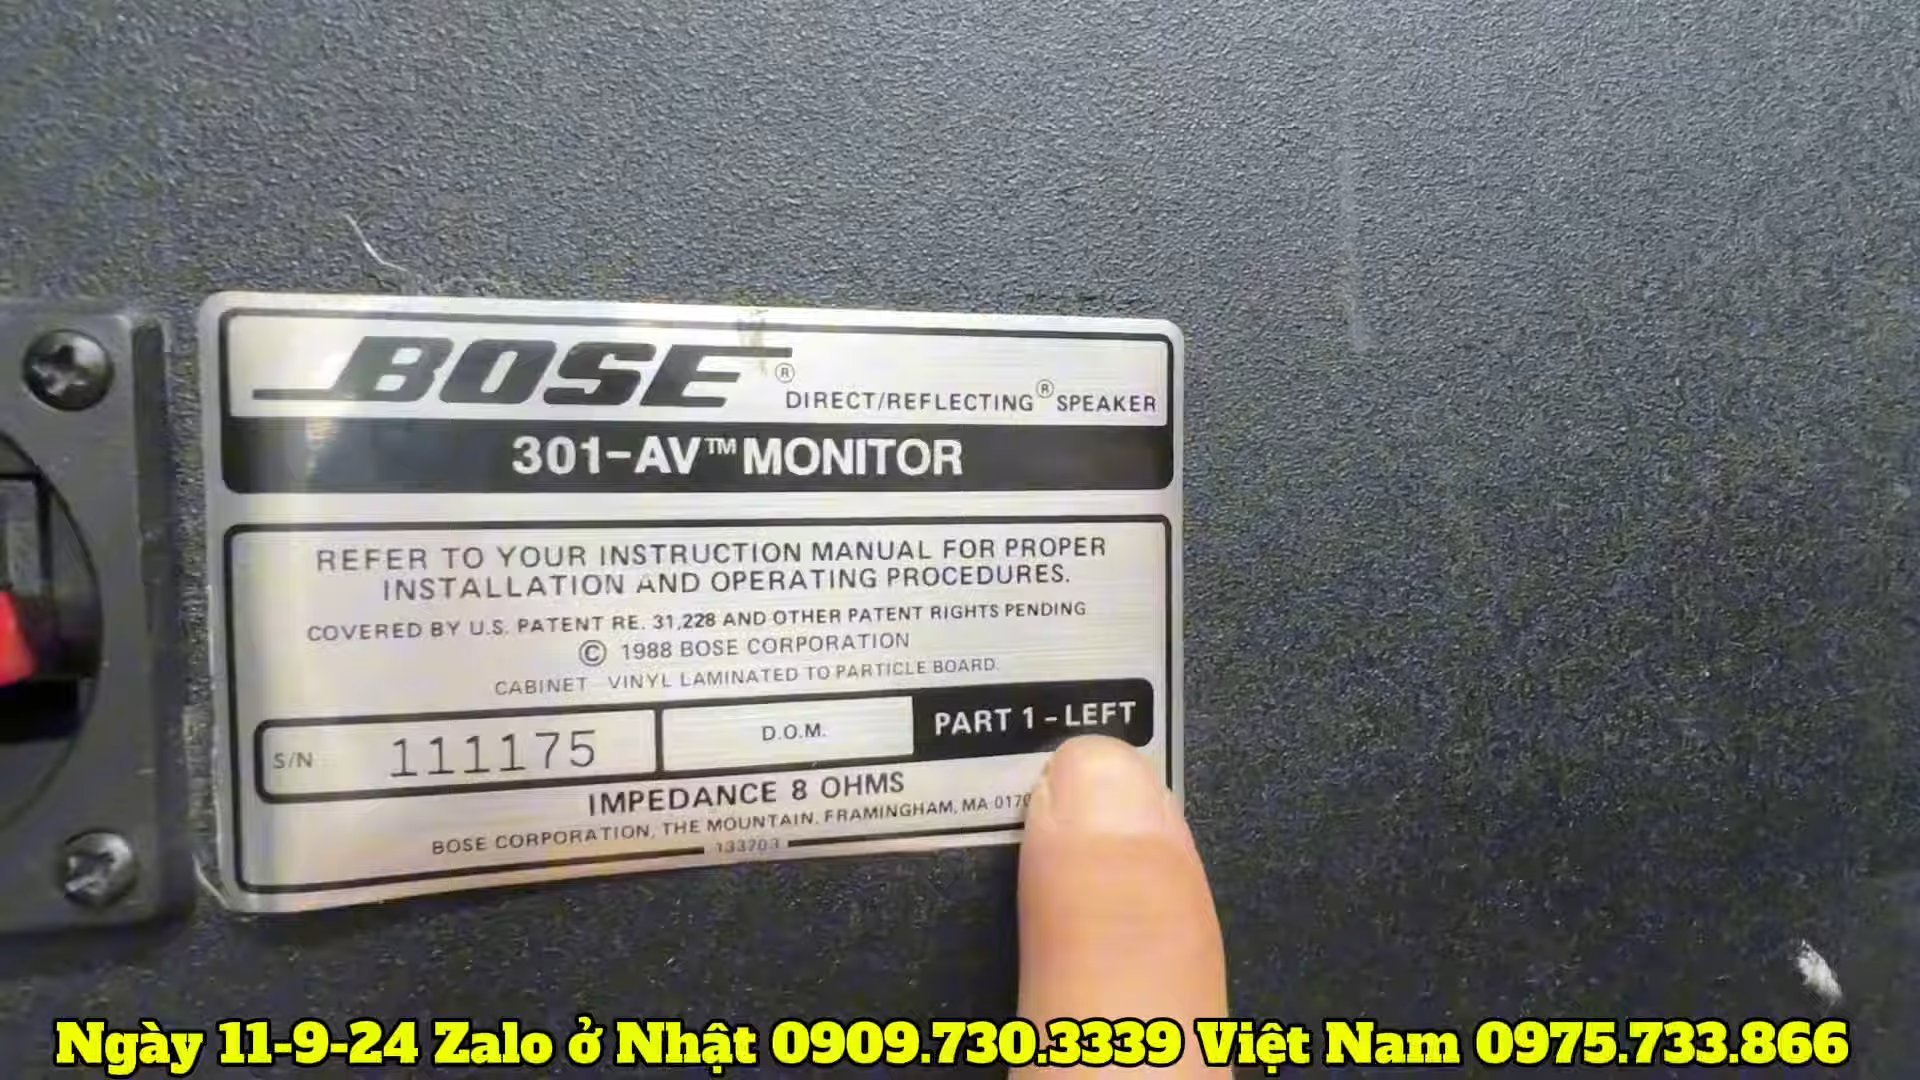 BOSE® DIRECT/REFLECTING® SPEAKER
301-AV™ MONITOR
REFER TO YOUR INSTRUCTION MANUAL FOR PROPER
INSTALLATION AND OPERATING PROCEDURES.
COVERED BY U.S. PATENT RE. 31,228 AND OTHER PATENT RIGHTS PENDING
© 1988 BOSE CORPORATION
CABINET VINYL LAMINATED TO PARTICLE BOARD.
S/N 111175 D.O.M. PART 1 - LEFT
IMPEDANCE 8 OHMS
BOSE CORPORATION, THE MOUNTAIN, FRAMINGHAM, MA
Ngày 11-9-24 Zalo ở Nhật 0909.730.3339 Việt Nam 0975.733.866